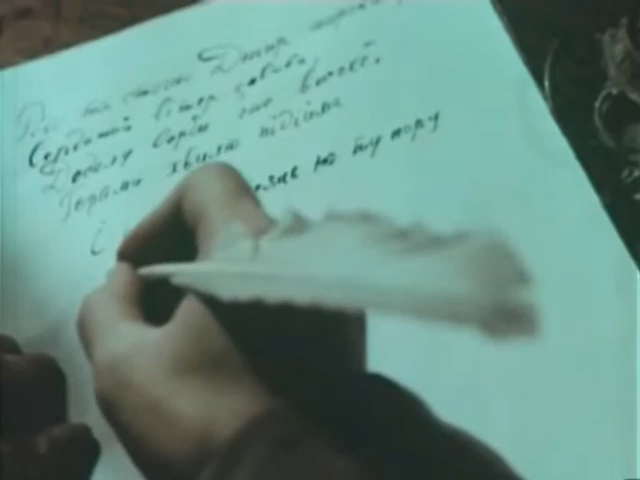 Реве та стогне Дніпр
Сердитий вітер завива,
Додолу верби гне високі,
Горами хвилю підійма
І на ту пору